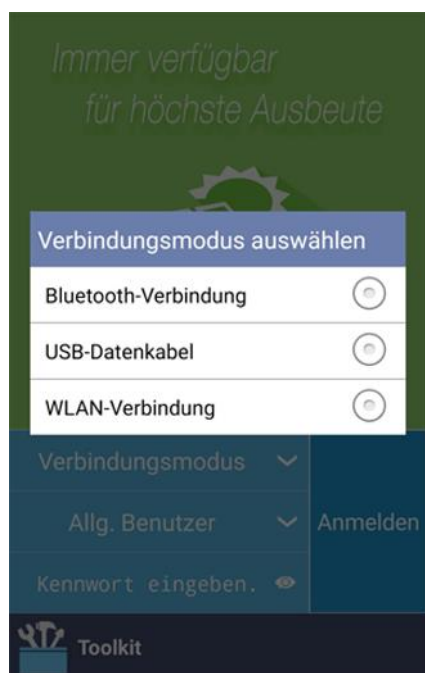 Immer verfügbar
für höchste Ausbeute
Verbindungsmodus auswählen
Bluetooth-Verbindung
USB-Datenkabel
WLAN-Verbindung
Verbindungsmodus
Allg. Benutzer
Anmelden
Kennwort eingeben.
Toolkit